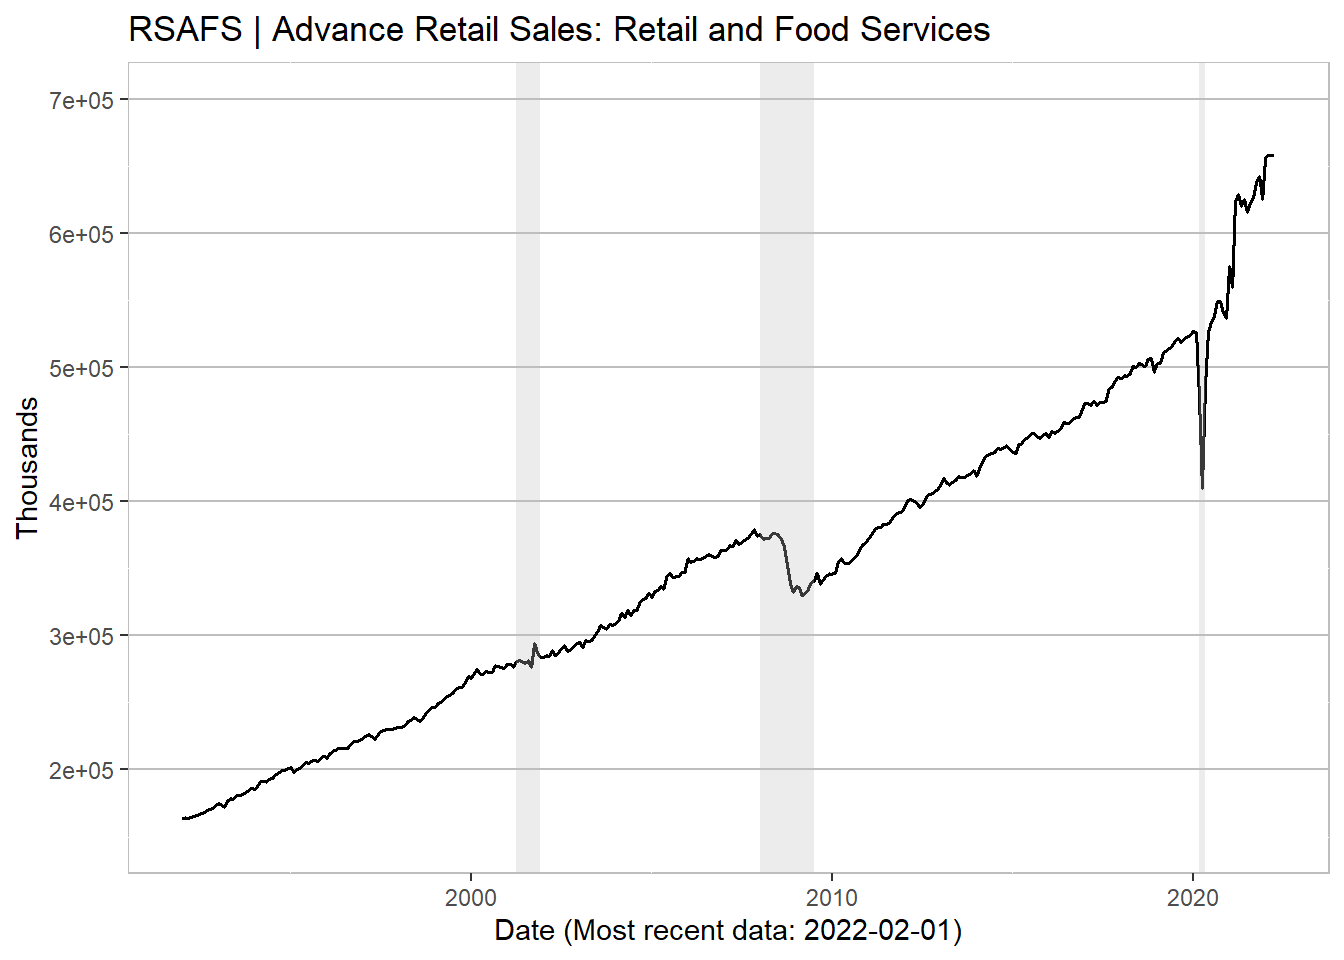 RSAFS | Advance Retail Sales: Retail and Food Services
7e+05
6e+05
5e+05
4e+05
3e+05
2e+05
Thousands
2000
2010
2020
Date (Most recent data: 2022-02-01)